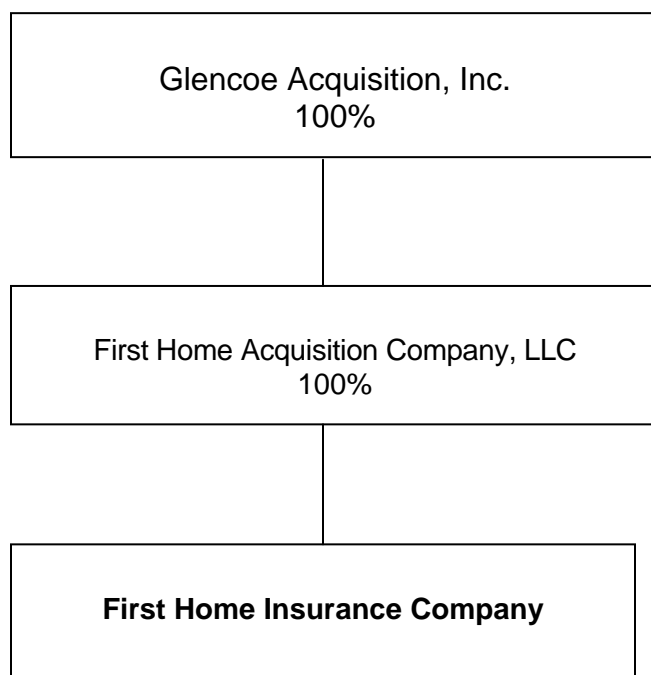 Glencoe Acquisition, Inc.
100%
First Home Acquisition Company, LLC
100%
First Home Insurance Company